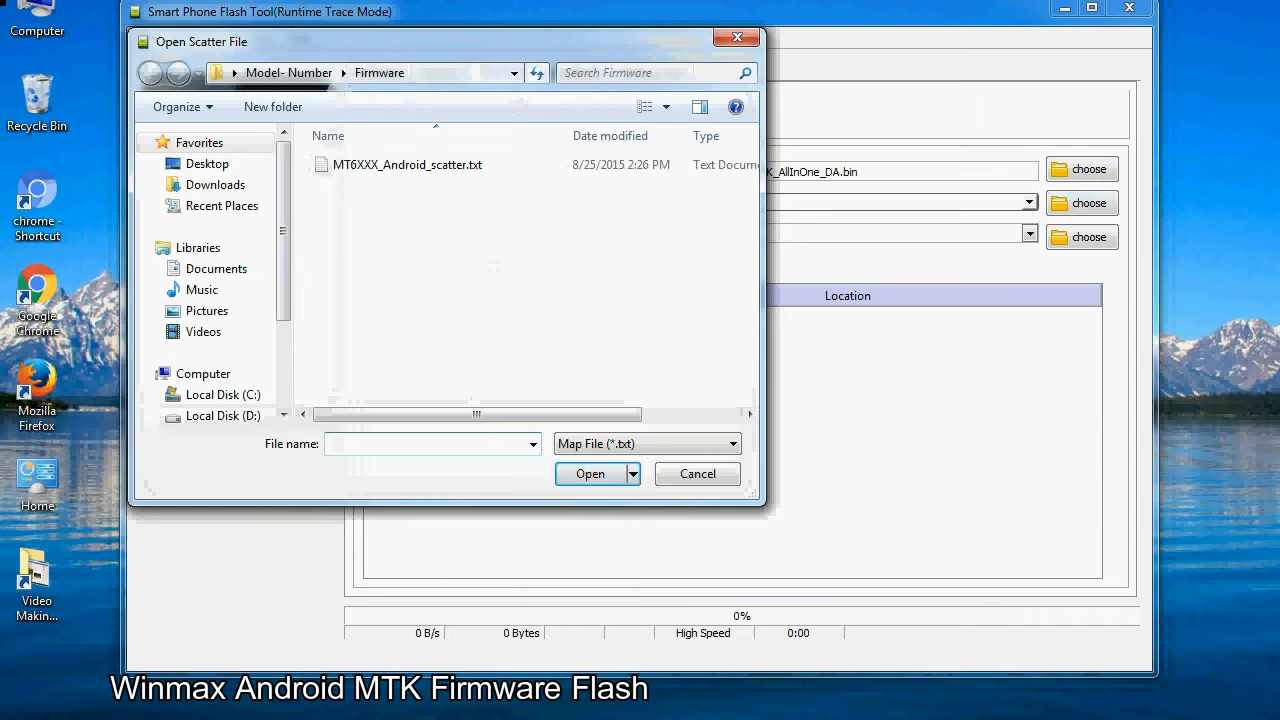 Computer
Recycle Bin
chrome -
Shortcut
Google
Chrome
Mozilla
Firefox
Home
Video
Makin...
Smart Phone Flash Tool(Runtime Trace Mode)
Open Scatter File
Model- Number
Firmware
Search Firmware
Organize
New folder
Favorites
Desktop
Downloads
Recent Places
Libraries
Documents
Music
Pictures
Videos
Computer
Local Disk (C:)
Local Disk (D:)
Name
Date modified
Type
MT6XXX_Android_scatter.txt
8/25/2015 2:26 PM
Text Docum
File name:
Map File (*.txt)
Open
Cancel
K_AllInOne_DA.bin
choose
choose
choose
Location
0%
0 B/s
0 Bytes
High Speed
0:00
Winmax Android MTK Firmware Flash